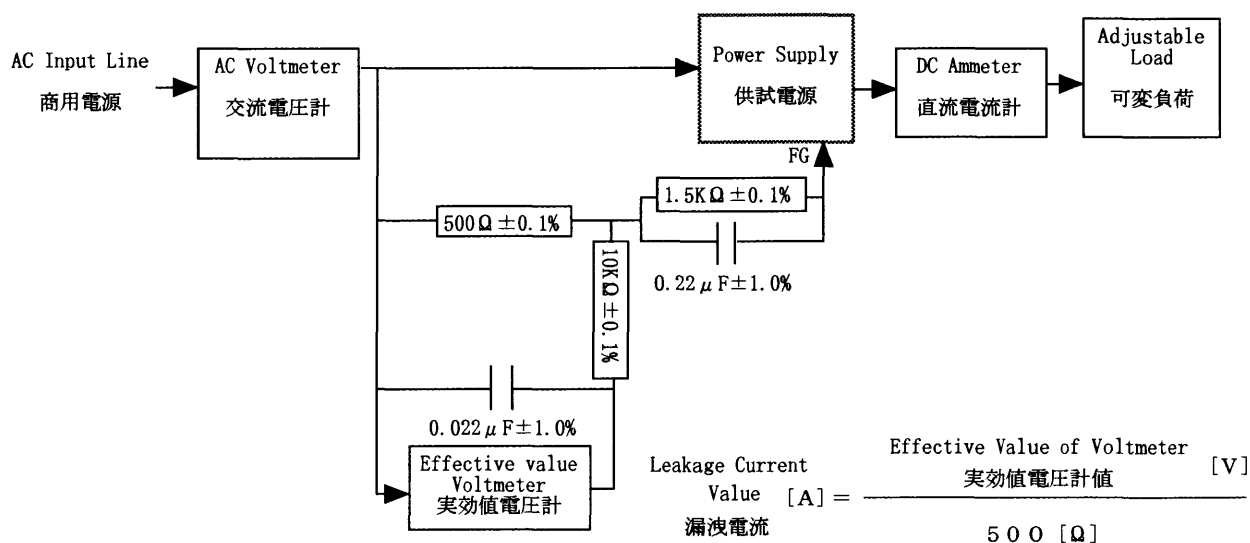 AC Input Line
商用電源
AC Voltmeter
交流電圧計
Power Supply
供試電源
DC Ammeter
直流電流計
Adjustable
Load
可変負荷
FG
1.5KΩ±0.1%
500Ω±0.1%
10KΩ±0.1%
0.22μF±1.0%
0.022μF±1.0%
Effective value
Voltmeter
実効値電圧計
Leakage Current
Value [A] =
漏洩電流
Effective Value of Voltmeter
実効値電圧計値 [V]
500 [Ω]